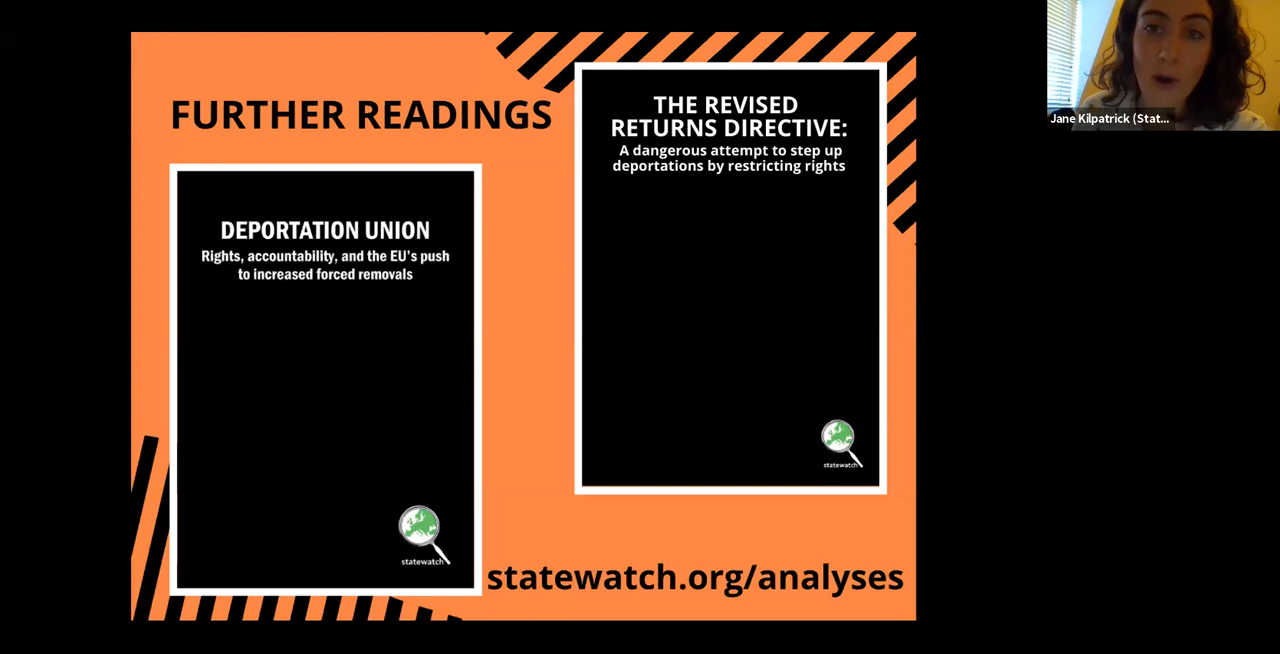 FURTHER READINGS
DEPORTATION UNION
Rights, accountability, and the EU's push
to increased forced removals
statewatch
THE REVISED
RETURNS DIRECTIVE:
A dangerous attempt to step up
deportations by restricting rights
statewatch
statewatch.org/analyses
Jane Kilpatrick (Stat...